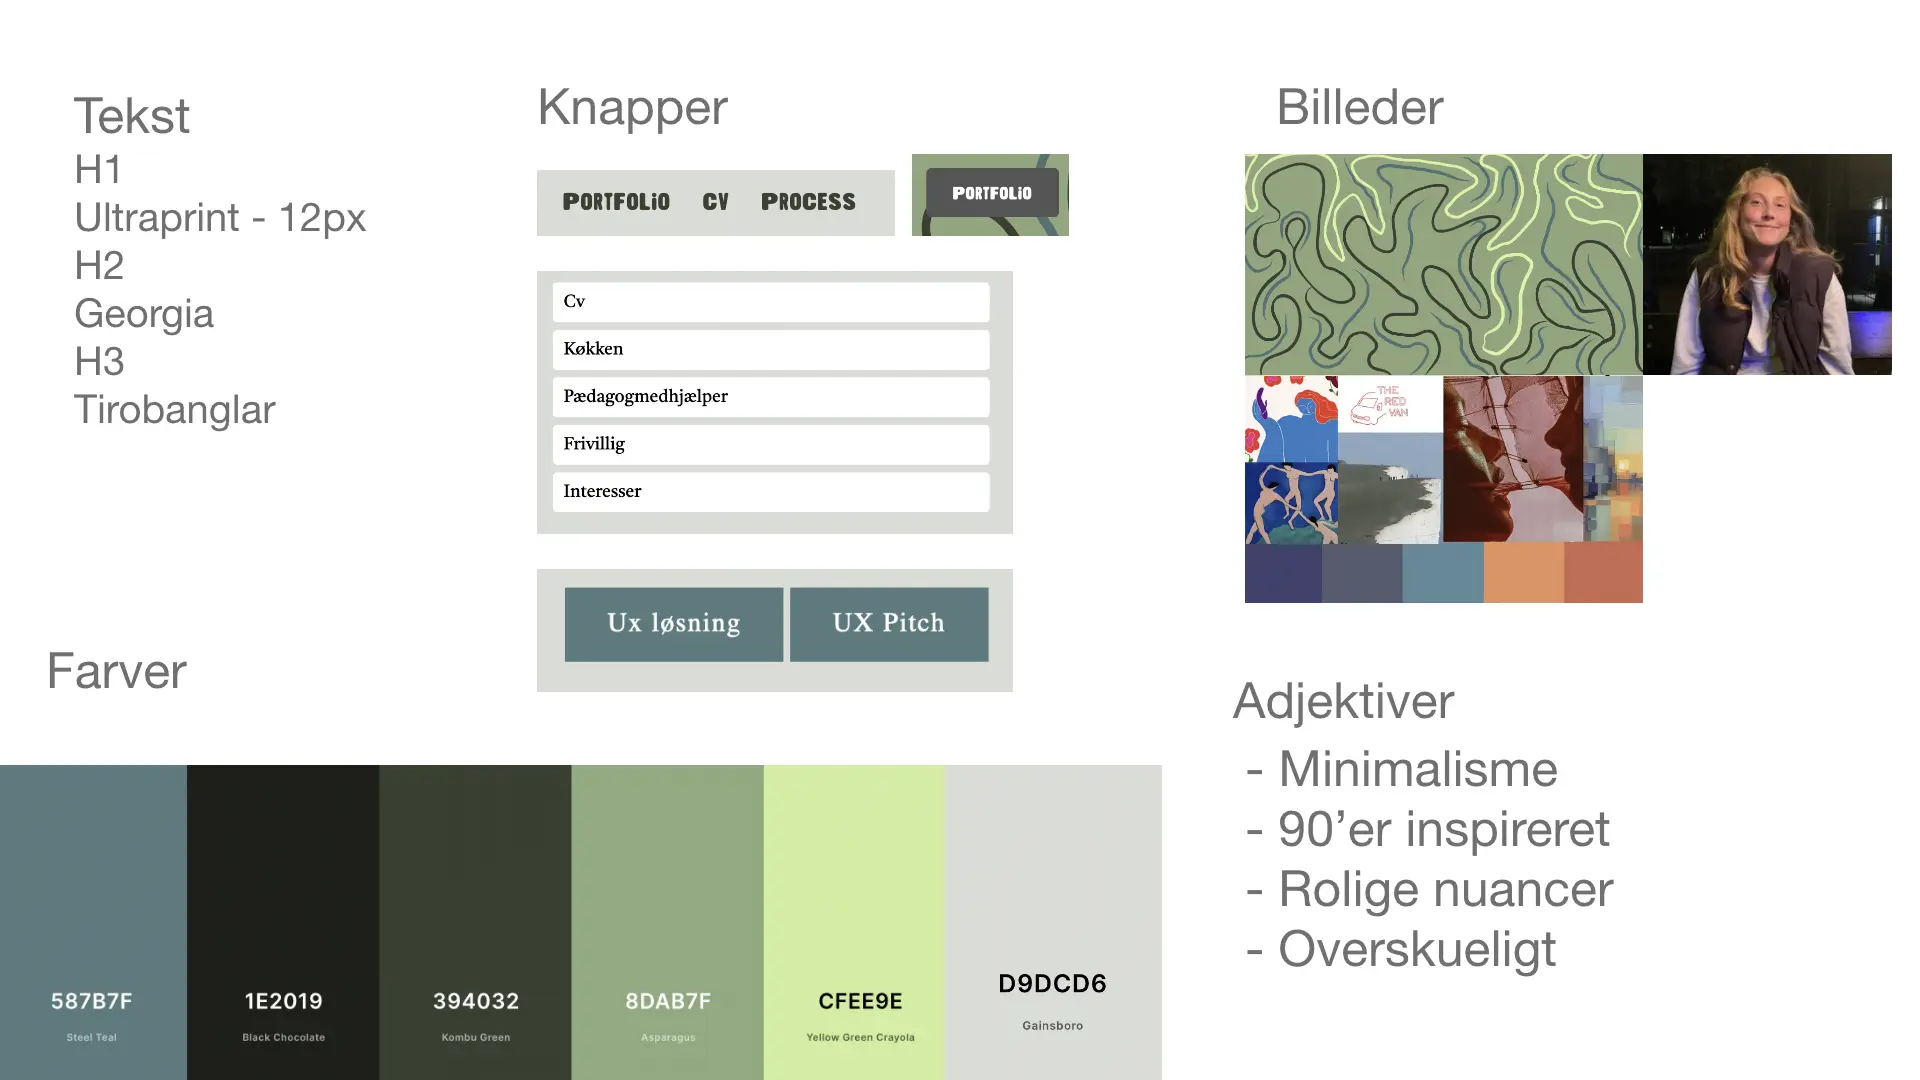 Tekst
H1
Ultraprint - 12px
H2
Georgia
H3
Tirobanglar
Knapper
PORTFOLiO CV PROCESS
PORTFOLiO
Cv
Køkken
Pædagogmedhjælper
Frivillig
Interesser
Ux løsning
UX Pitch
Billeder
THE
RED
VAN
Farver
587B7F
Steel Teal
1E2019
Black Chocolate
394032
Kombu Green
8DAB7F
Asparagus
CFEE9E
Yellow Green Crayola
D9DCD6
Gainsboro
Adjektiver
- Minimalisme
- 90’er inspireret
- Rolige nuancer
- Overskueligt